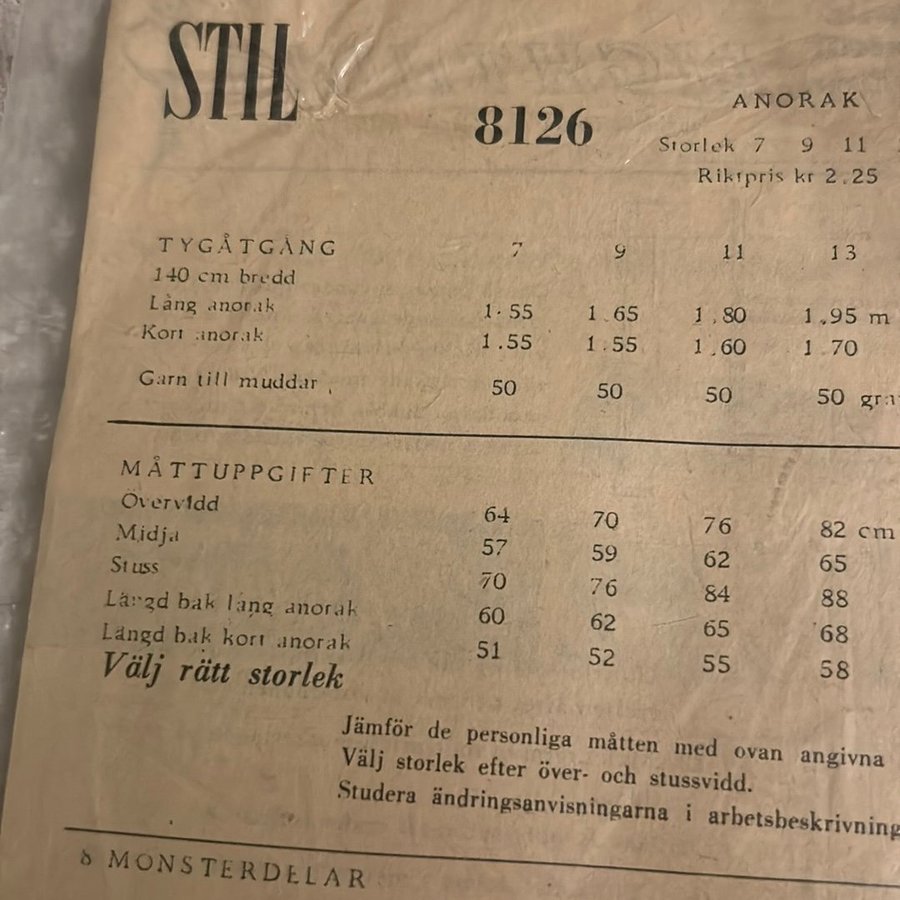 STIL
8126
ANORAK
Storlek 7 9 11
Riktpris kr 2.25
TYGÅTGÅNG 7 9 11 13
140 cm bredd
Lång anorak 1.55 1.65 1.80 1.95 m
Kort anorak 1.55 1.55 1.60 1.70
Garn till muddar 50 50 50 50
MÅTTUPPGIFTER
Övervidd 64 70 76 82 cm
Midja 57 59 62 65
Stuss 70 76 84 88
Längd bak lång anorak 60 62 65 68
Längd bak kort anorak 51 52 55 58
Välj rätt storlek
Jämför de personliga måtten med ovan angivna
Välj storlek efter över- och stussvidd.
Studera ändringsanvisningarna i arbetsbeskrivning
8 MONSTERDELAR